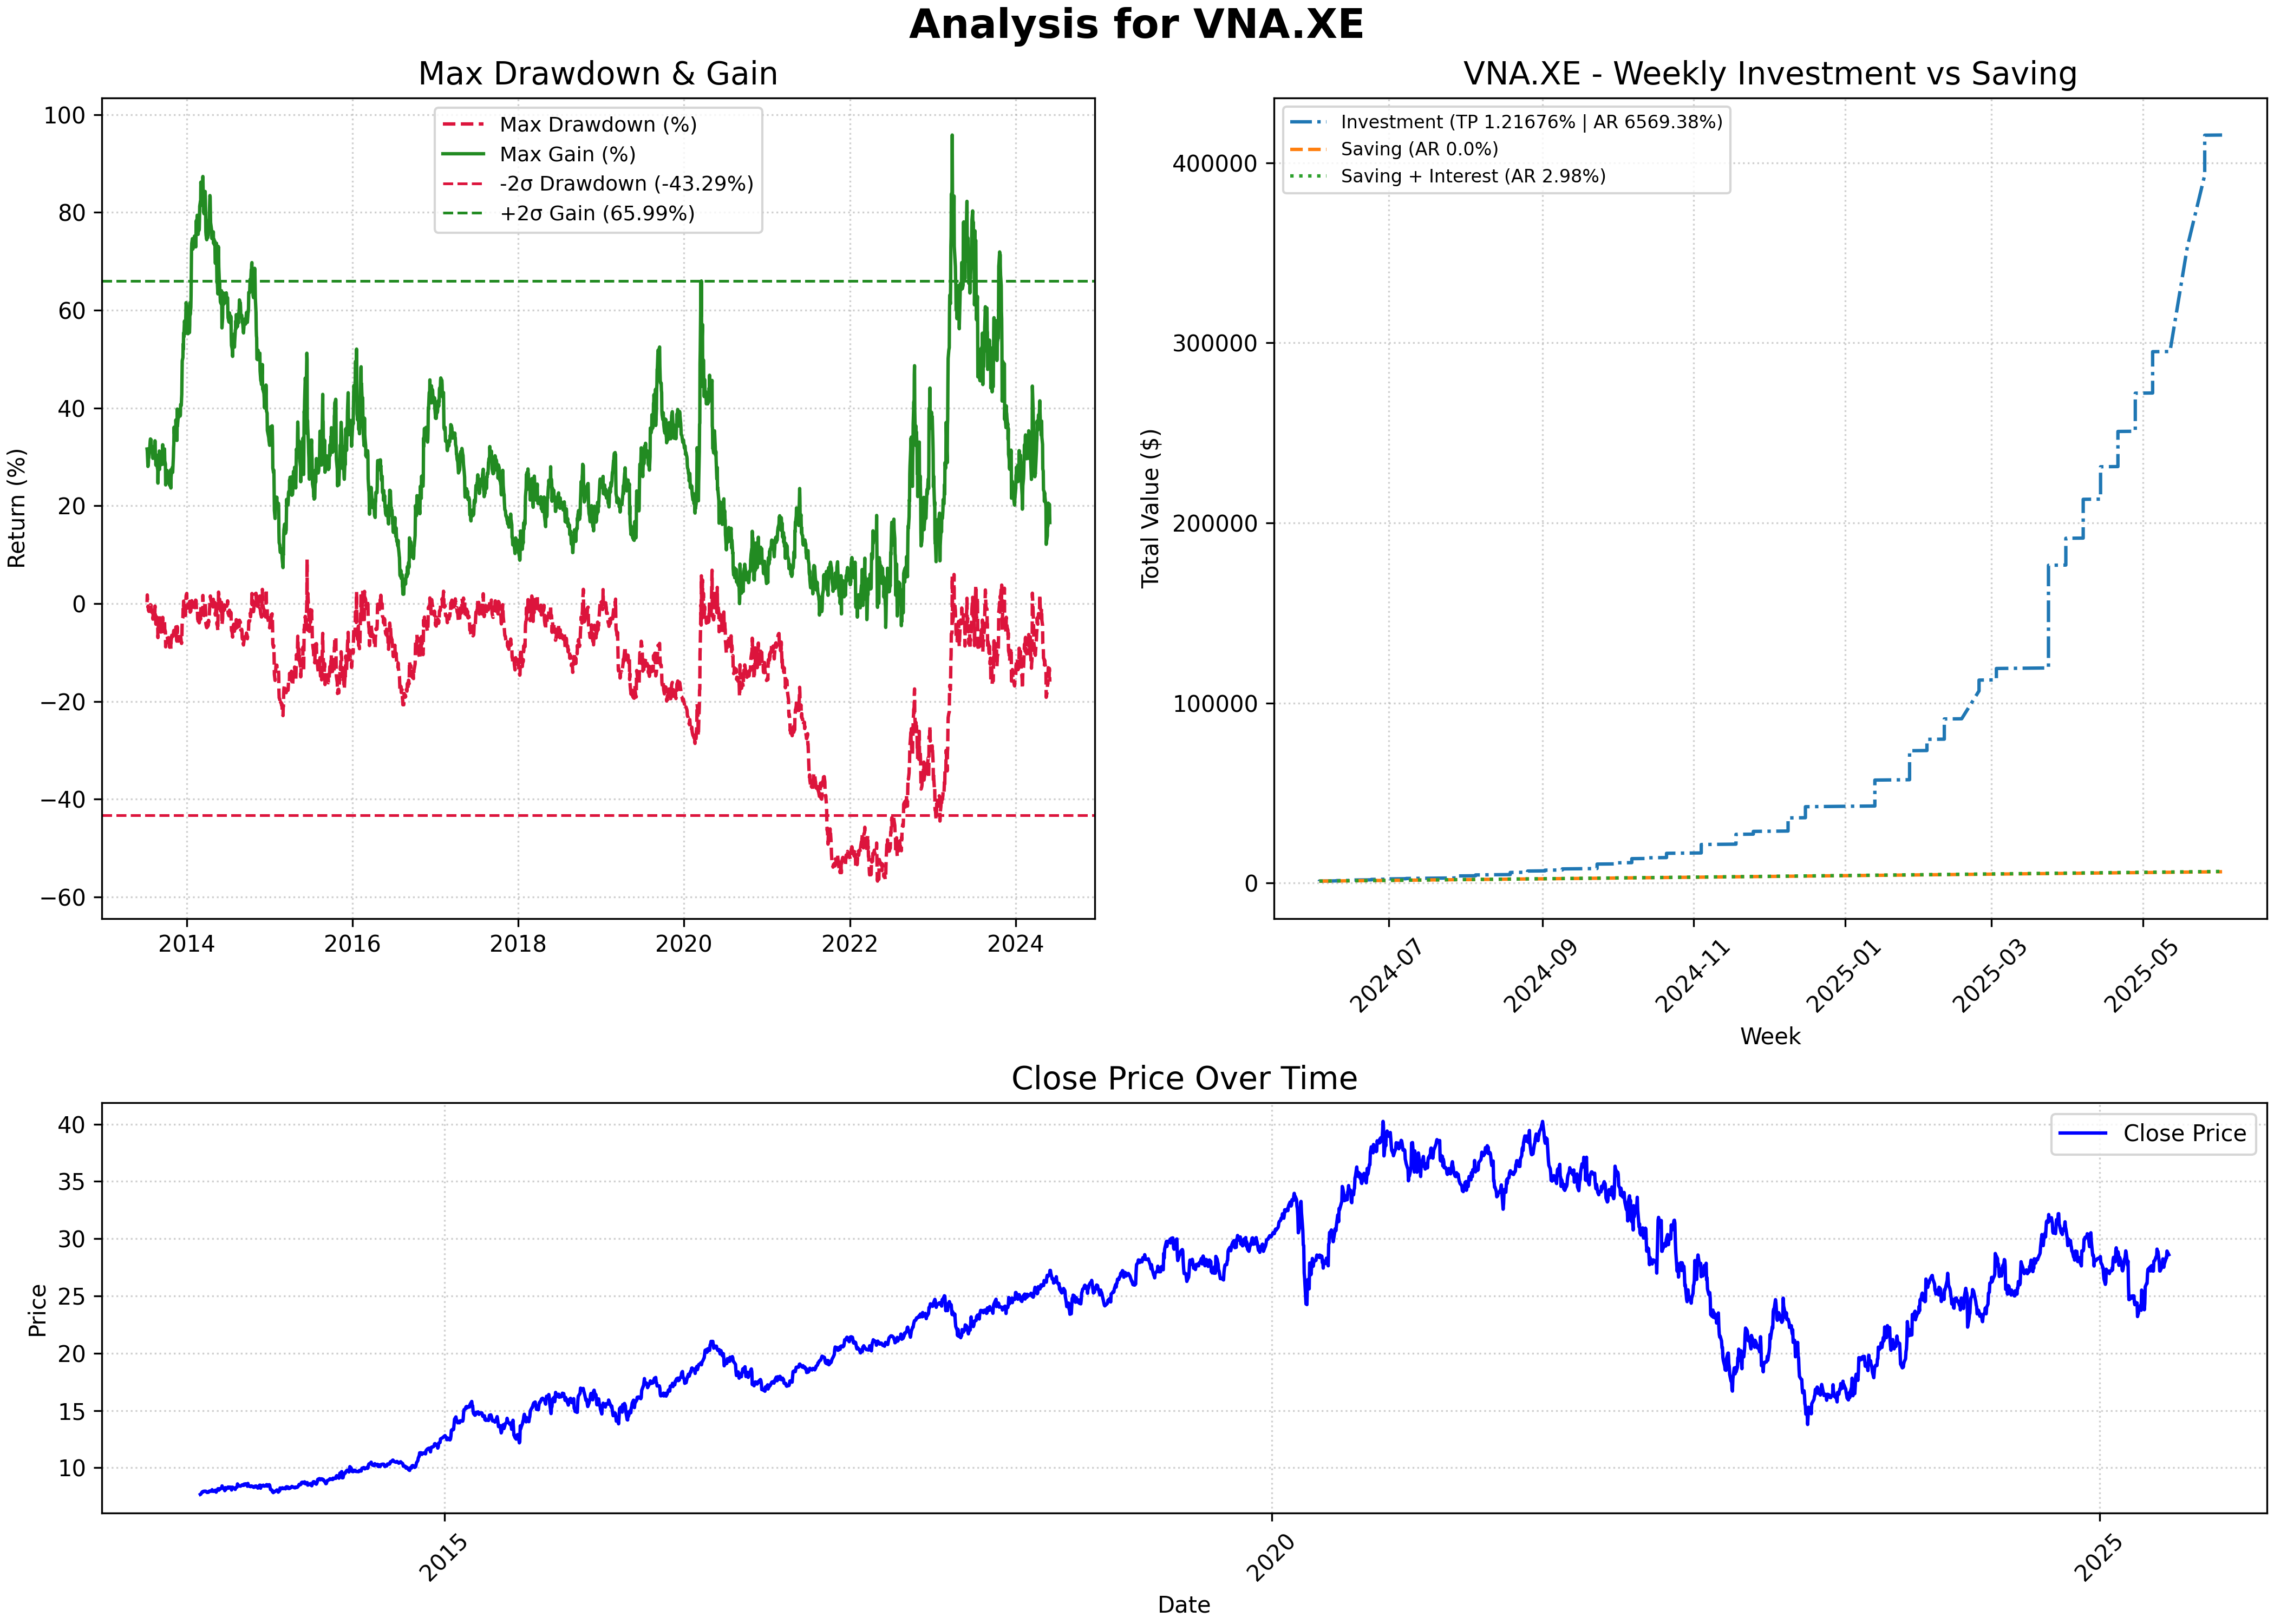 Analysis for VNA.XE
Max Drawdown & Gain
Return (%)
100
80
60
40
20
0
−20
−40
−60
Max Drawdown (%)
Max Gain (%)
-2σ Drawdown (-43.29%)
+2σ Gain (65.99%)
2014
2016
2018
2020
2022
2024
VNA.XE - Weekly Investment vs Saving
Total Value ($)
400000
300000
200000
100000
0
Investment (TP 1.21676% | AR 6569.38%)
Saving (AR 0.0%)
Saving + Interest (AR 2.98%)
2024-07
2024-09
2024-11
2025-01
2025-03
2025-05
Week
Close Price Over Time
Price
40
35
30
25
20
15
10
Close Price
2015
2020
2025
Date